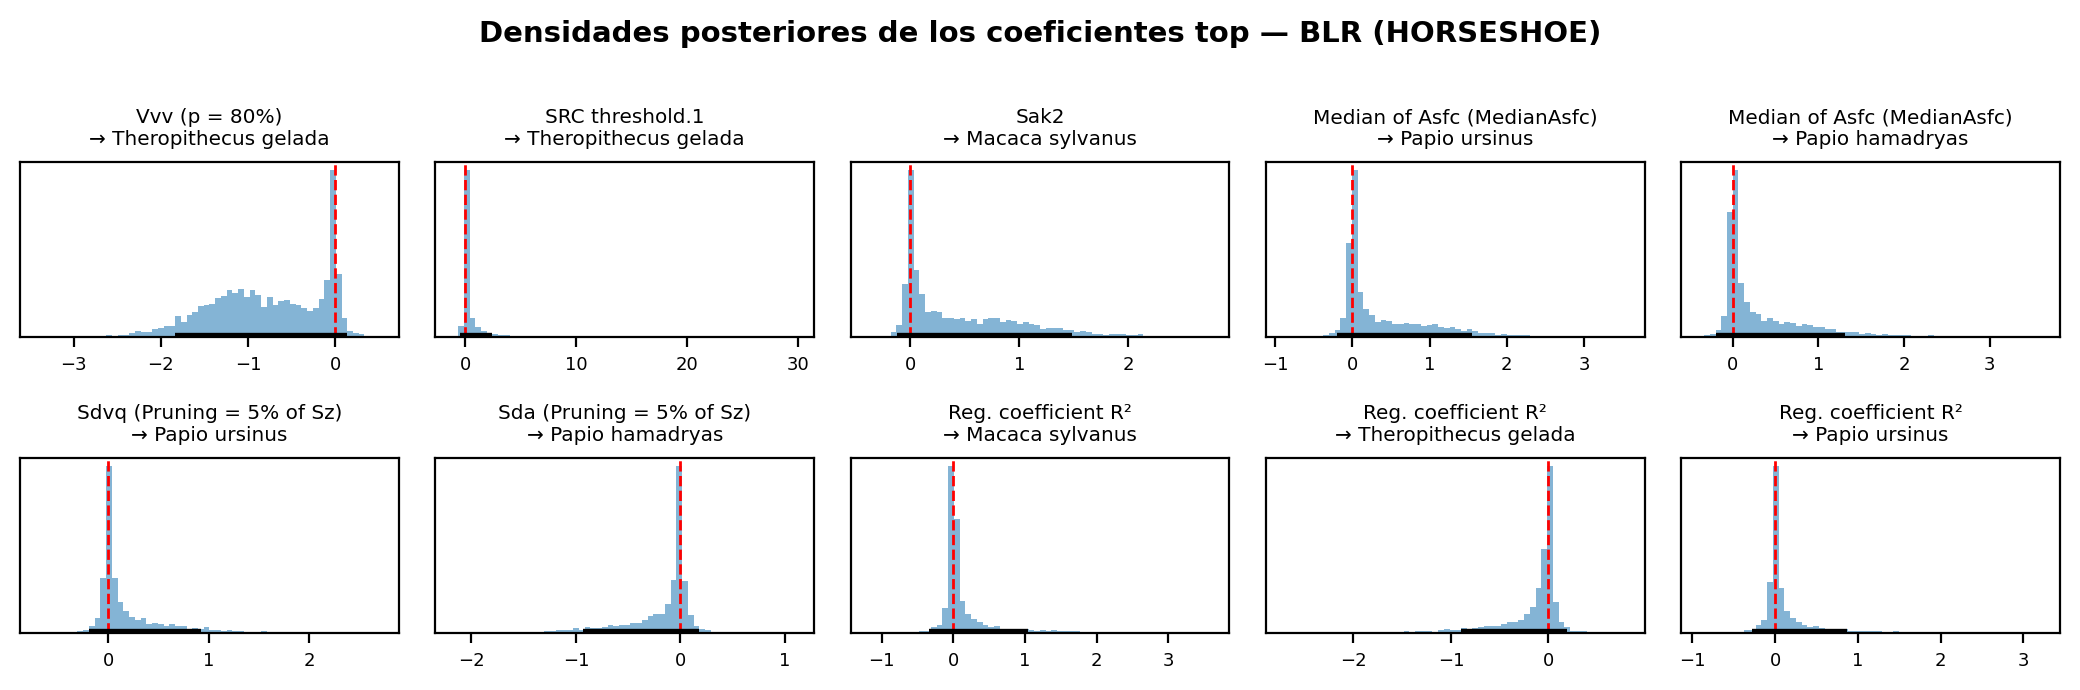 Densidades posteriores de los coeficientes top — BLR (HORSESHOE)
Vvv (p = 80%)
→ Theropithecus gelada
SRC threshold.1
→ Theropithecus gelada
Sak2
→ Macaca sylvanus
Median of Asfc (MedianAsfc)
→ Papio ursinus
Median of Asfc (MedianAsfc)
→ Papio hamadryas
−3 −2 −1 0
0 10 20 30
0 1 2
−1 0 1 2 3
0 1 2 3
Sdvq (Pruning = 5% of Sz)
→ Papio ursinus
Sda (Pruning = 5% of Sz)
→ Papio hamadryas
Reg. coefficient R²
→ Macaca sylvanus
Reg. coefficient R²
→ Theropithecus gelada
Reg. coefficient R²
→ Papio ursinus
0 1 2
−2 −1 0 1
−1 0 1 2 3
−2 −1 0
−1 0 1 2 3